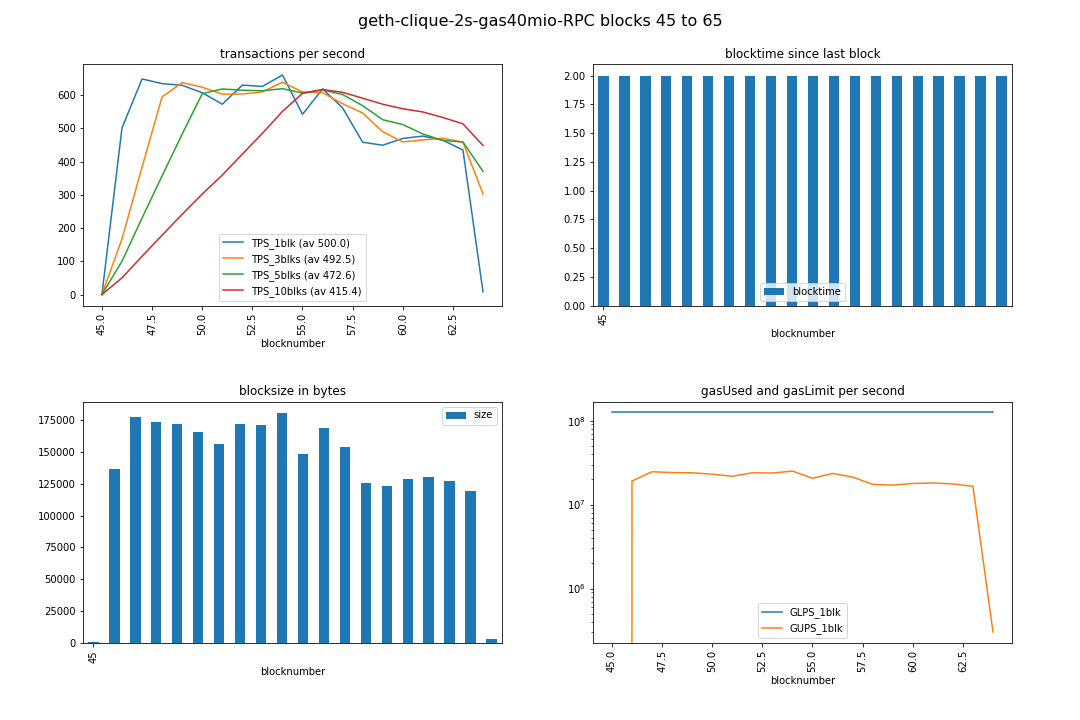 geth-clique-2s-gas40mio-RPC blocks 45 to 65
transactions per second
600
500
400
300
200
100
0
TPS_1blk (av 500.0)
TPS_3blks (av 492.5)
TPS_5blks (av 472.6)
TPS_10blks (av 415.4)
45.0
47.5
50.0
52.5
55.0
57.5
60.0
62.5
blocknumber
blocktime since last block
2.00
1.75
1.50
1.25
1.00
0.75
0.50
0.25
0.00
blocktime
45
blocknumber
blocksize in bytes
175000
150000
125000
100000
75000
50000
25000
0
size
45
blocknumber
gasUsed and gasLimit per second
10⁸
10⁷
10⁶
GLPS_1blk
GUPS_1blk
45.0
47.5
50.0
52.5
55.0
57.5
60.0
62.5
blocknumber